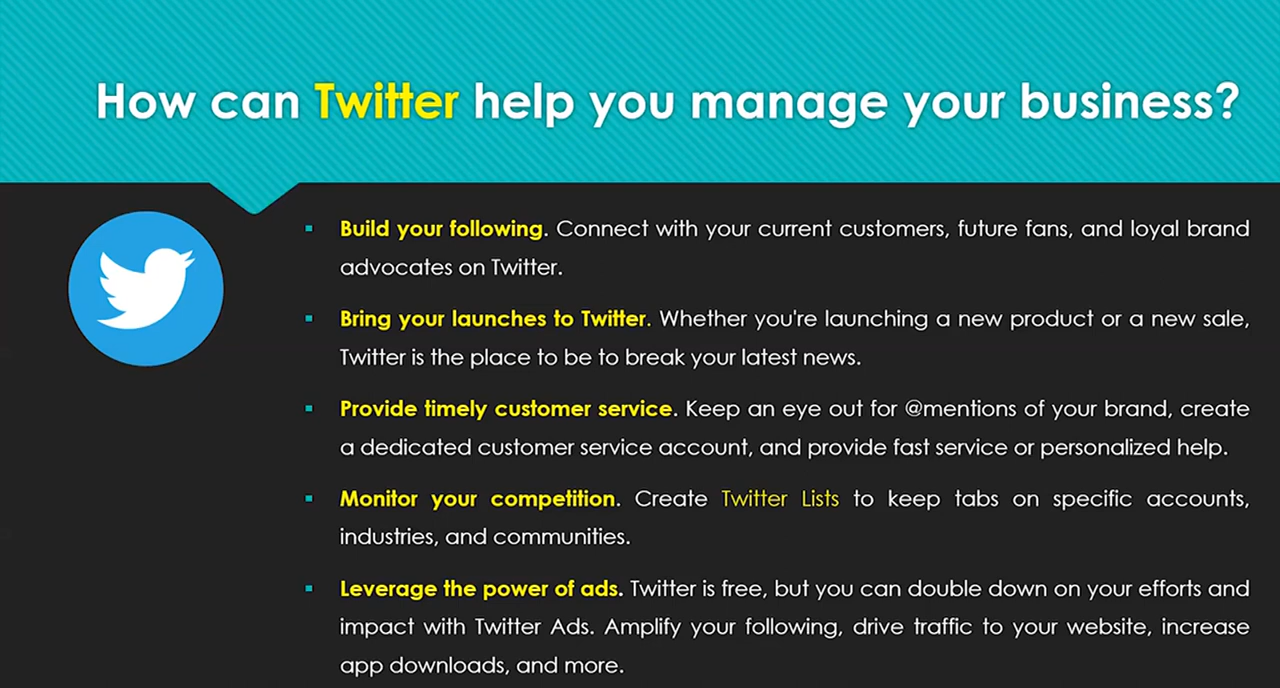 How can Twitter help you manage your business?
▪ Build your following. Connect with your current customers, future fans, and loyal brand
advocates on Twitter.
▪ Bring your launches to Twitter. Whether you're launching a new product or a new sale,
Twitter is the place to be to break your latest news.
▪ Provide timely customer service. Keep an eye out for @mentions of your brand, create
a dedicated customer service account, and provide fast service or personalized help.
▪ Monitor your competition. Create Twitter Lists to keep tabs on specific accounts,
industries, and communities.
▪ Leverage the power of ads. Twitter is free, but you can double down on your efforts and
impact with Twitter Ads. Amplify your following, drive traffic to your website, increase
app downloads, and more.